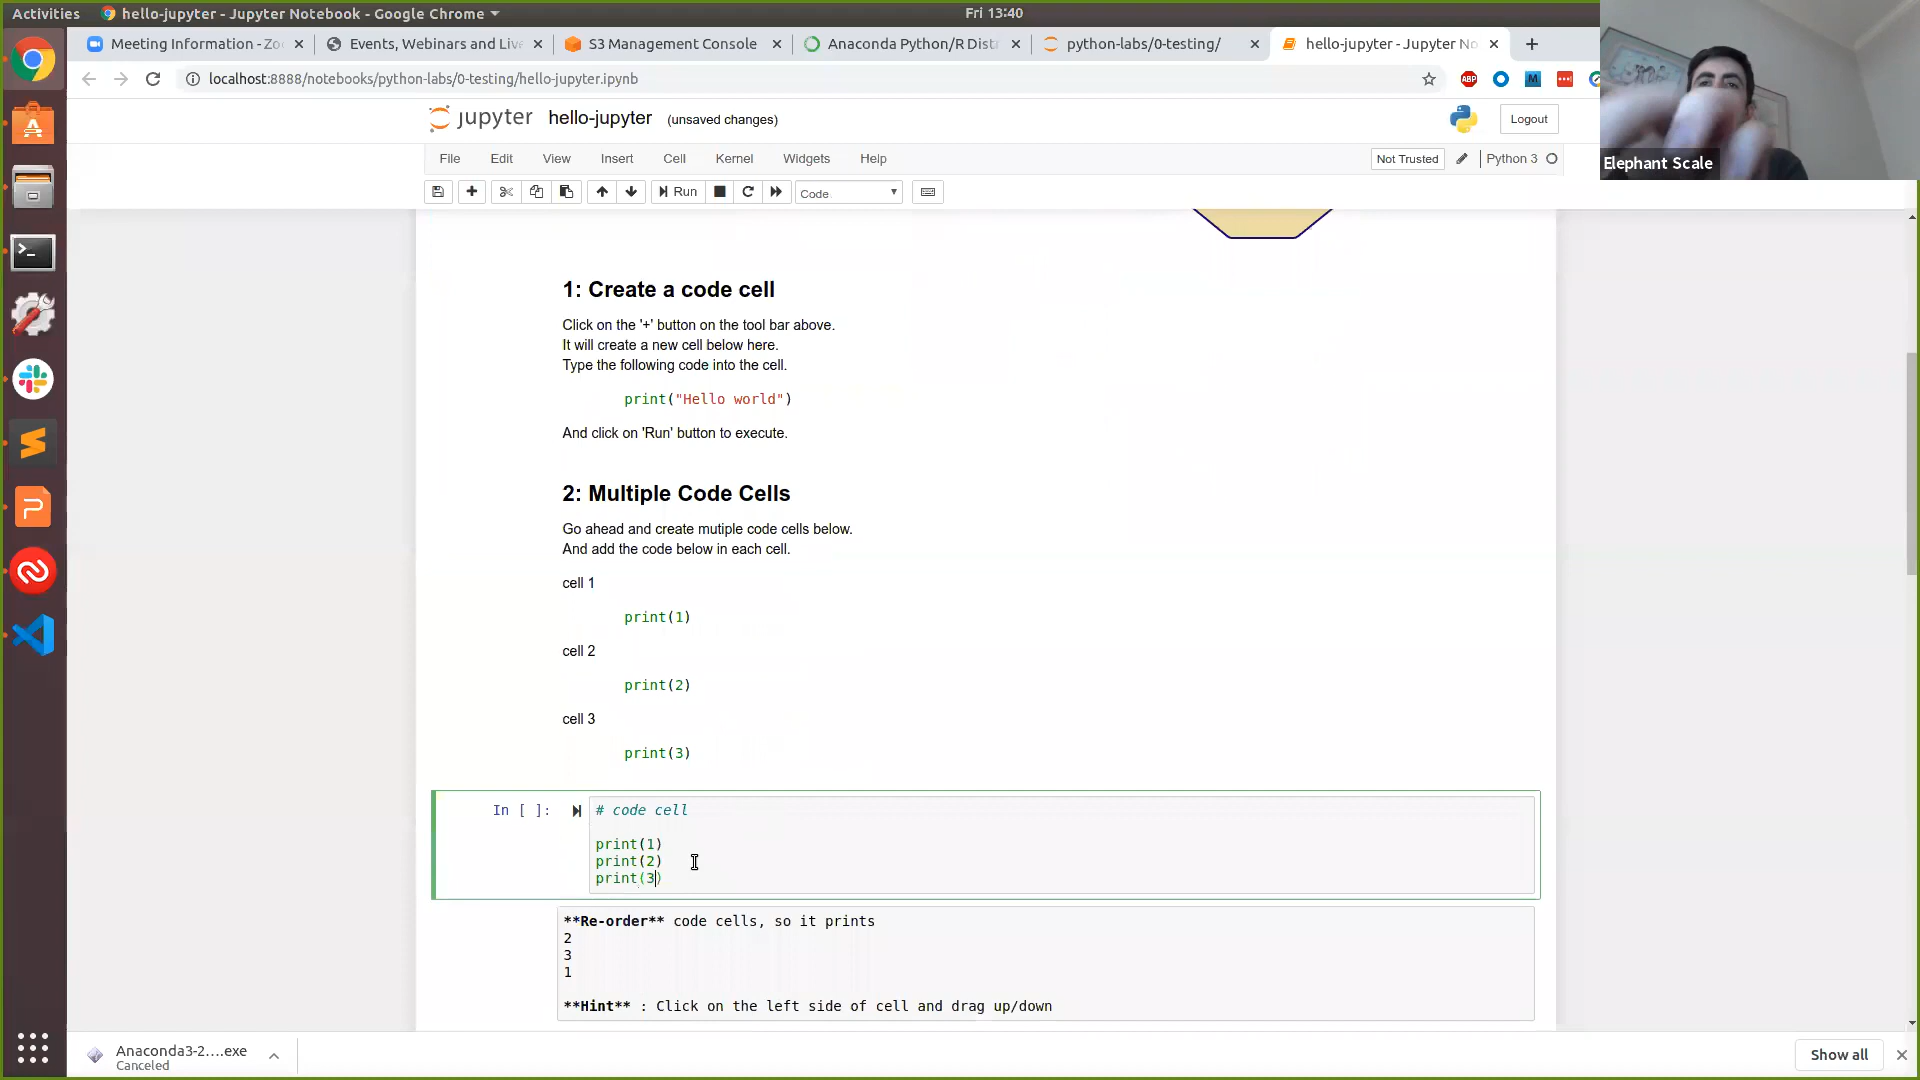 Activities
hello-jupyter - Jupyter Notebook - Google Chrome
Fri 13:40
Meeting Information - Zo
Events, Webinars and Live
S3 Management Console
Anaconda Python/R Dist
python-labs/0-testing/
hello-jupyter - Jupyter No
localhost:8888/notebooks/python-labs/0-testing/hello-jupyter.ipynb
ABP
M
jupyter
hello-jupyter
(unsaved changes)
Logout
Elephant Scale
File
Edit
View
Insert
Cell
Kernel
Widgets
Help
Not Trusted
Python 3
Run
Code
1: Create a code cell
Click on the '+' button on the tool bar above.
It will create a new cell below here.
Type the following code into the cell.
print("Hello world")
And click on 'Run' button to execute.
2: Multiple Code Cells
Go ahead and create mutiple code cells below.
And add the code below in each cell.
cell 1
print(1)
cell 2
print(2)
cell 3
print(3)
In [ ]:
# code cell
print(1)
print(2)
print(3)
**Re-order** code cells, so it prints
2
3
1
**Hint** : Click on the left side of cell and drag up/down
Anaconda3-2....exe
Canceled
Show all